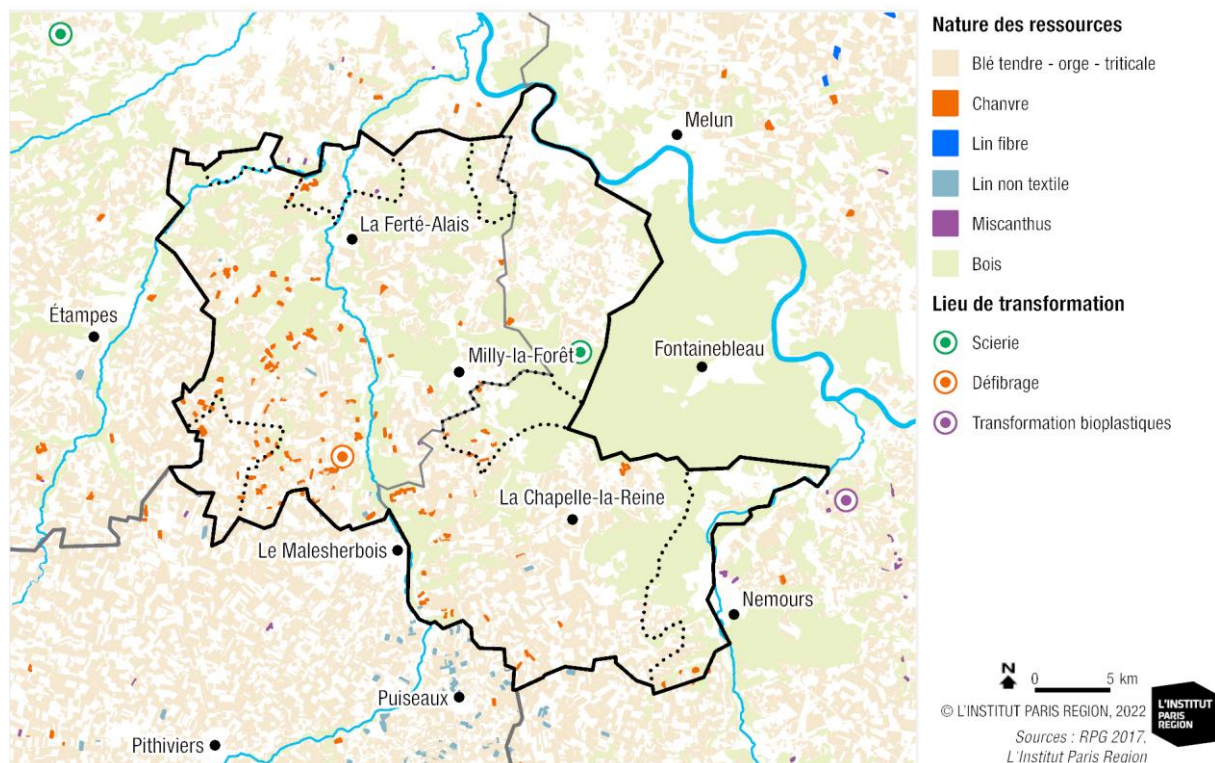 Melun
La Ferté-Alais
Étampes
Milly-la-Forêt
Fontainebleau
La Chapelle-la-Reine
Le Malesherbois
Nemours
Puiseaux
Pithiviers
Nature des ressources
Blé tendre - orge - triticale
Chanvre
Lin fibre
Lin non textile
Miscanthus
Bois
Lieu de transformation
Scierie
Défibrage
Transformation bioplastiques
N
0 5 km
© L'INSTITUT PARIS REGION, 2022
Sources : RPG 2017,
L'Institut Paris Region
L'INSTITUT
PARIS
REGION